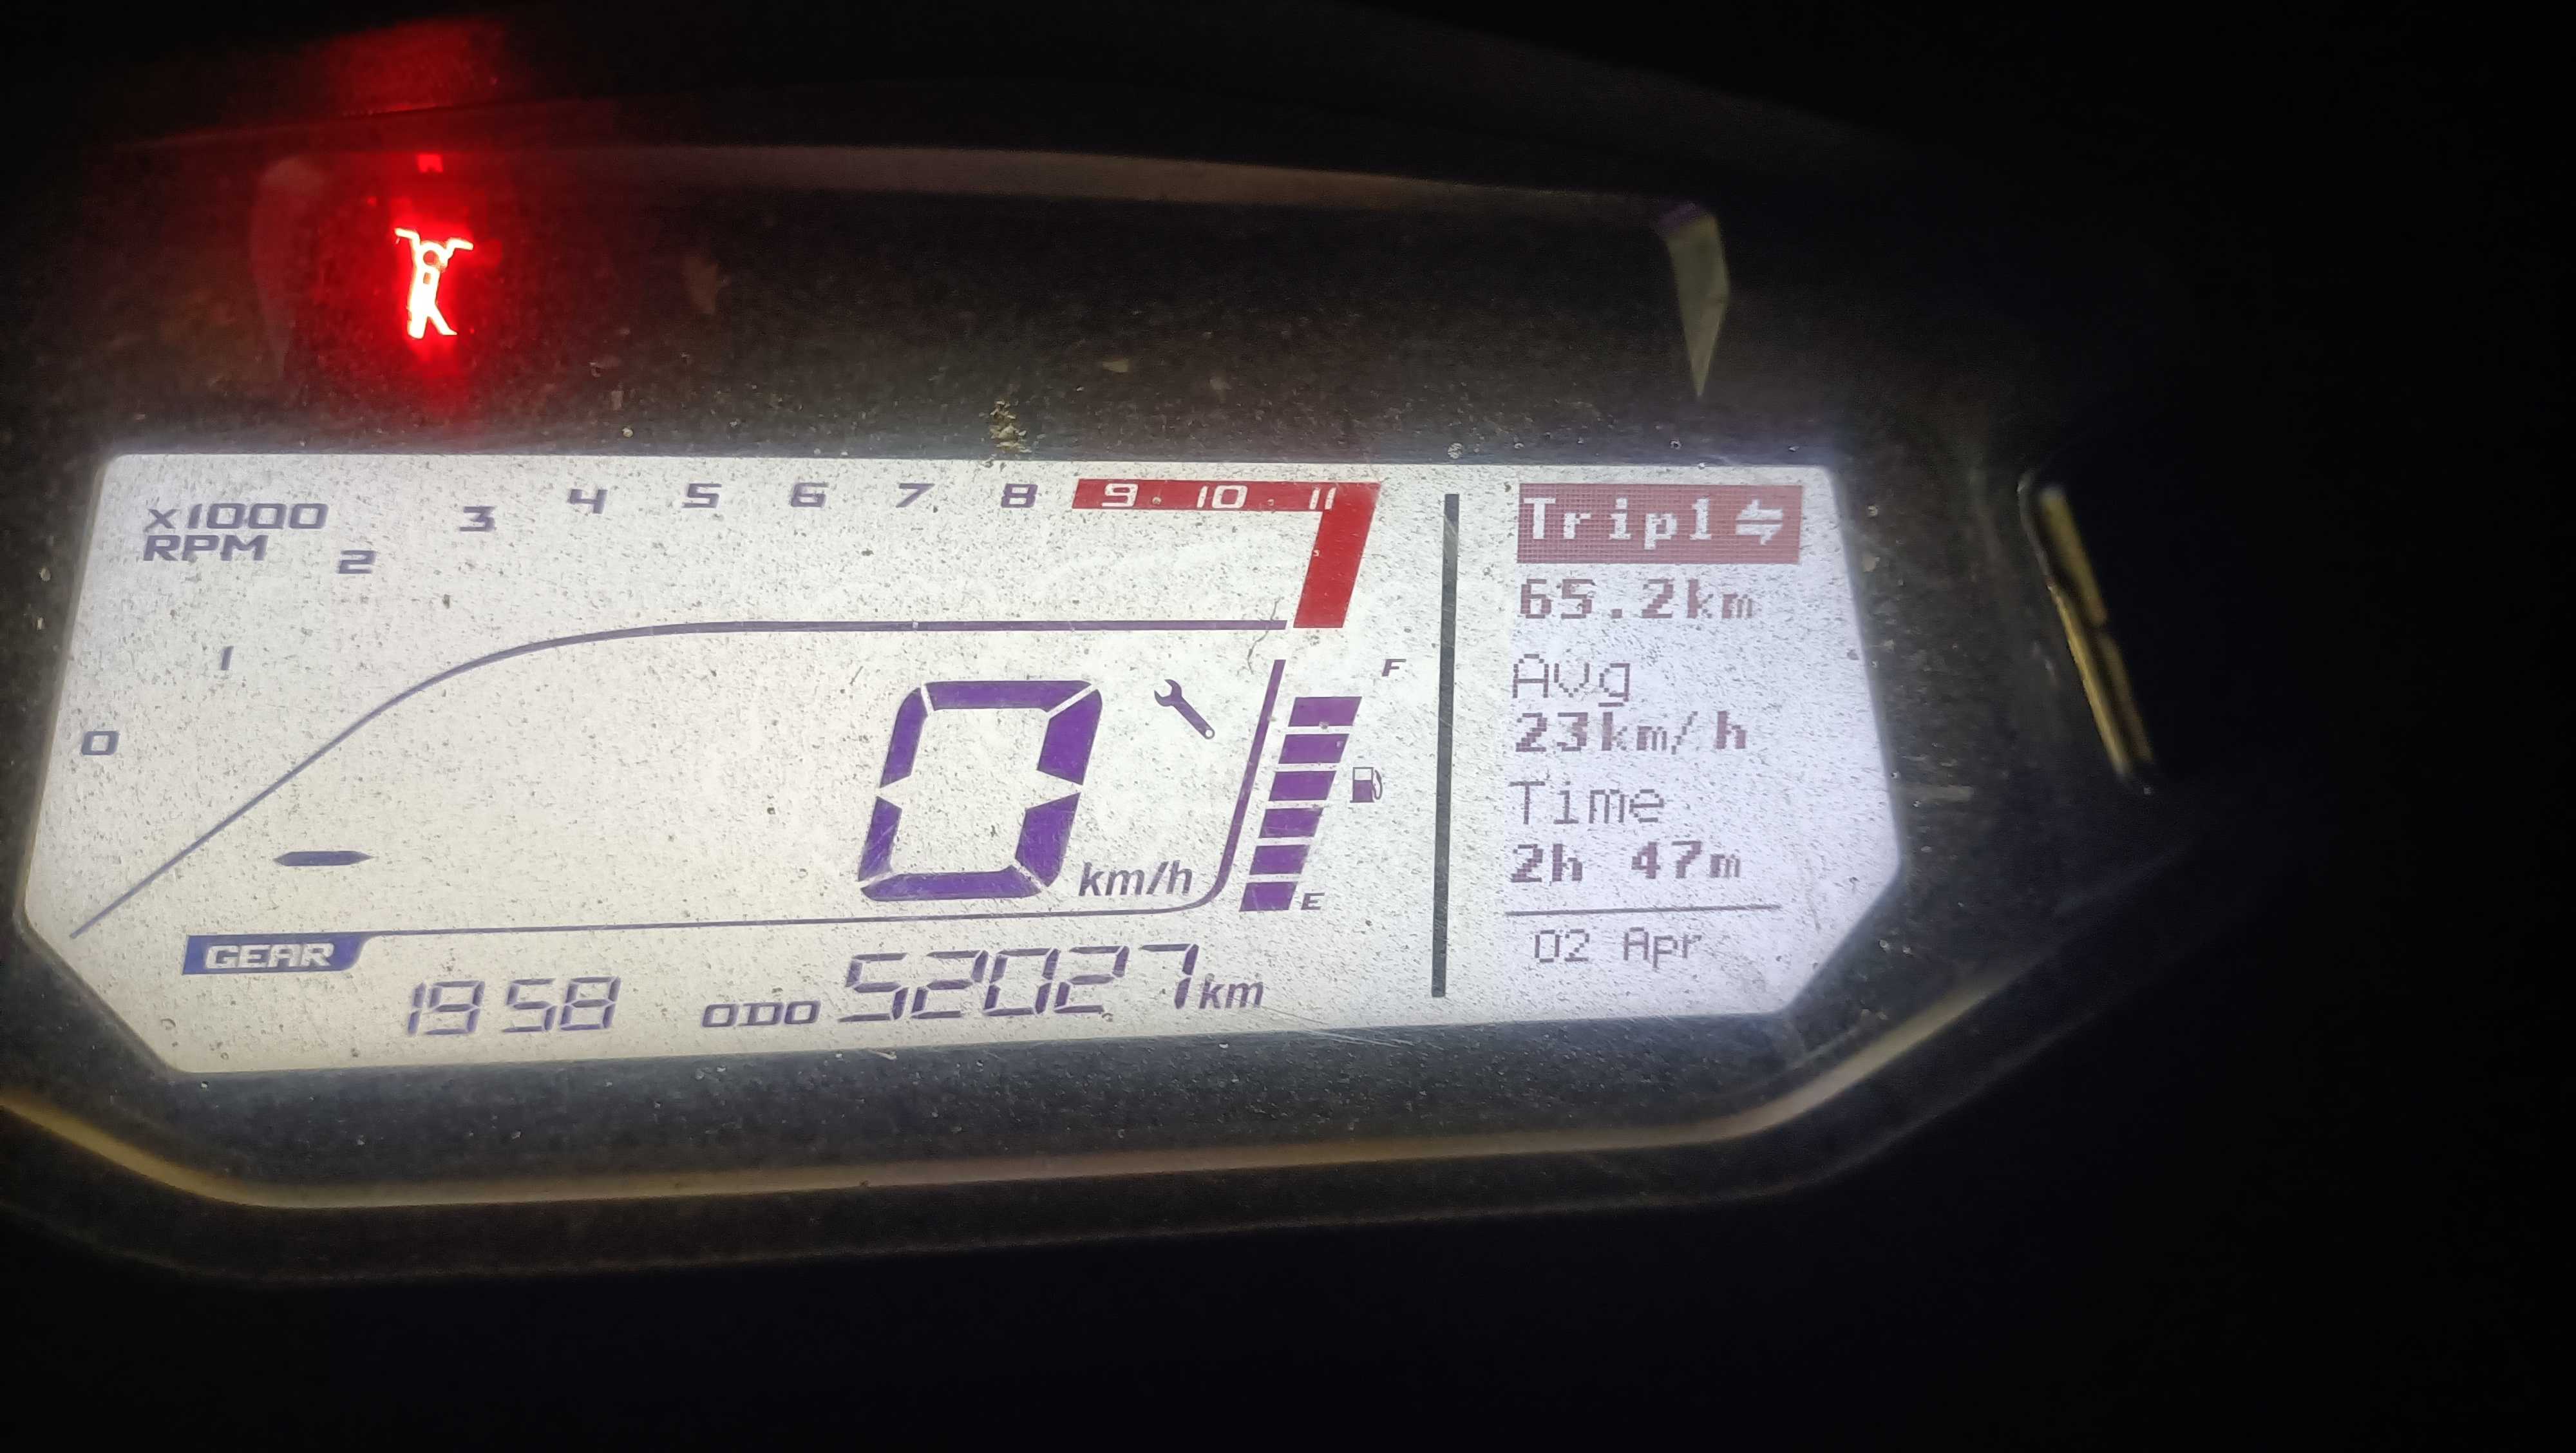 x1000
RPM
0 1 2 3 4 5 6 7 8 9 10 11
0 km/h
F
E
GEAR -
19 58
ODO 52027 km
Trip1 ⇆
65.2km
Avg
23km/h
Time
2h 47m
02 Apr